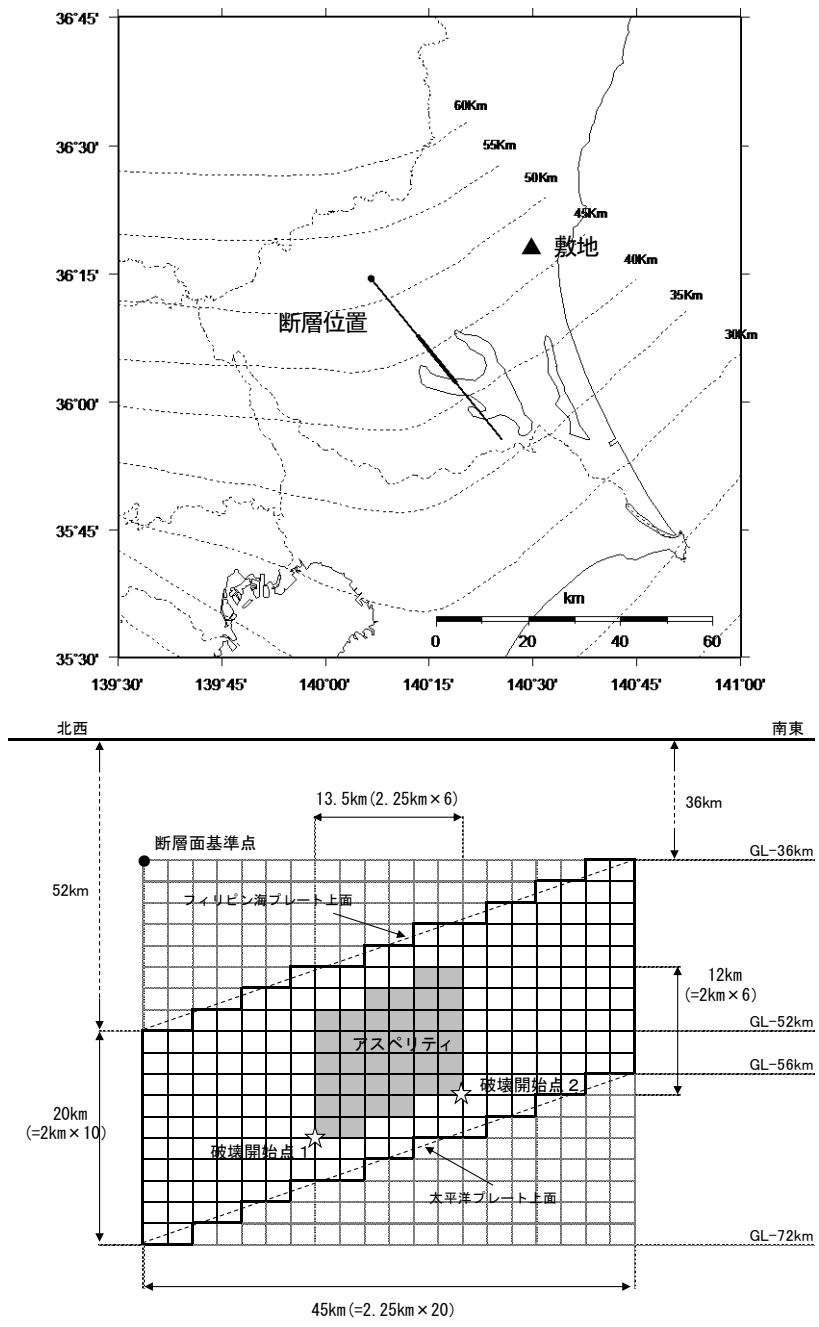 36°45'
36°30'
36°15'
36°00'
35°45'
35°30'
139°30'
139°45'
140°00'
140°15'
140°30'
140°45'
141°00'
60Km
55Km
50Km
45Km
40Km
35Km
30Km
敷地
断層位置
km
0
20
40
60
北西
南東
13.5km(2.25km×6)
36km
断層面基準点
GL-36km
52km
フィリピン海プレート上面
12km
(=2km×6)
GL-52km
アスペリティ
GL-56km
破壊開始点2
20km
(=2km×10)
破壊開始点1
太平洋プレート上面
GL-72km
45km(=2.25km×20)